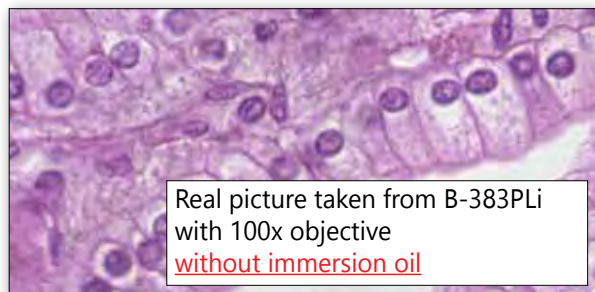 Real picture taken from B-383PLi
with 100x objective
without immersion oil